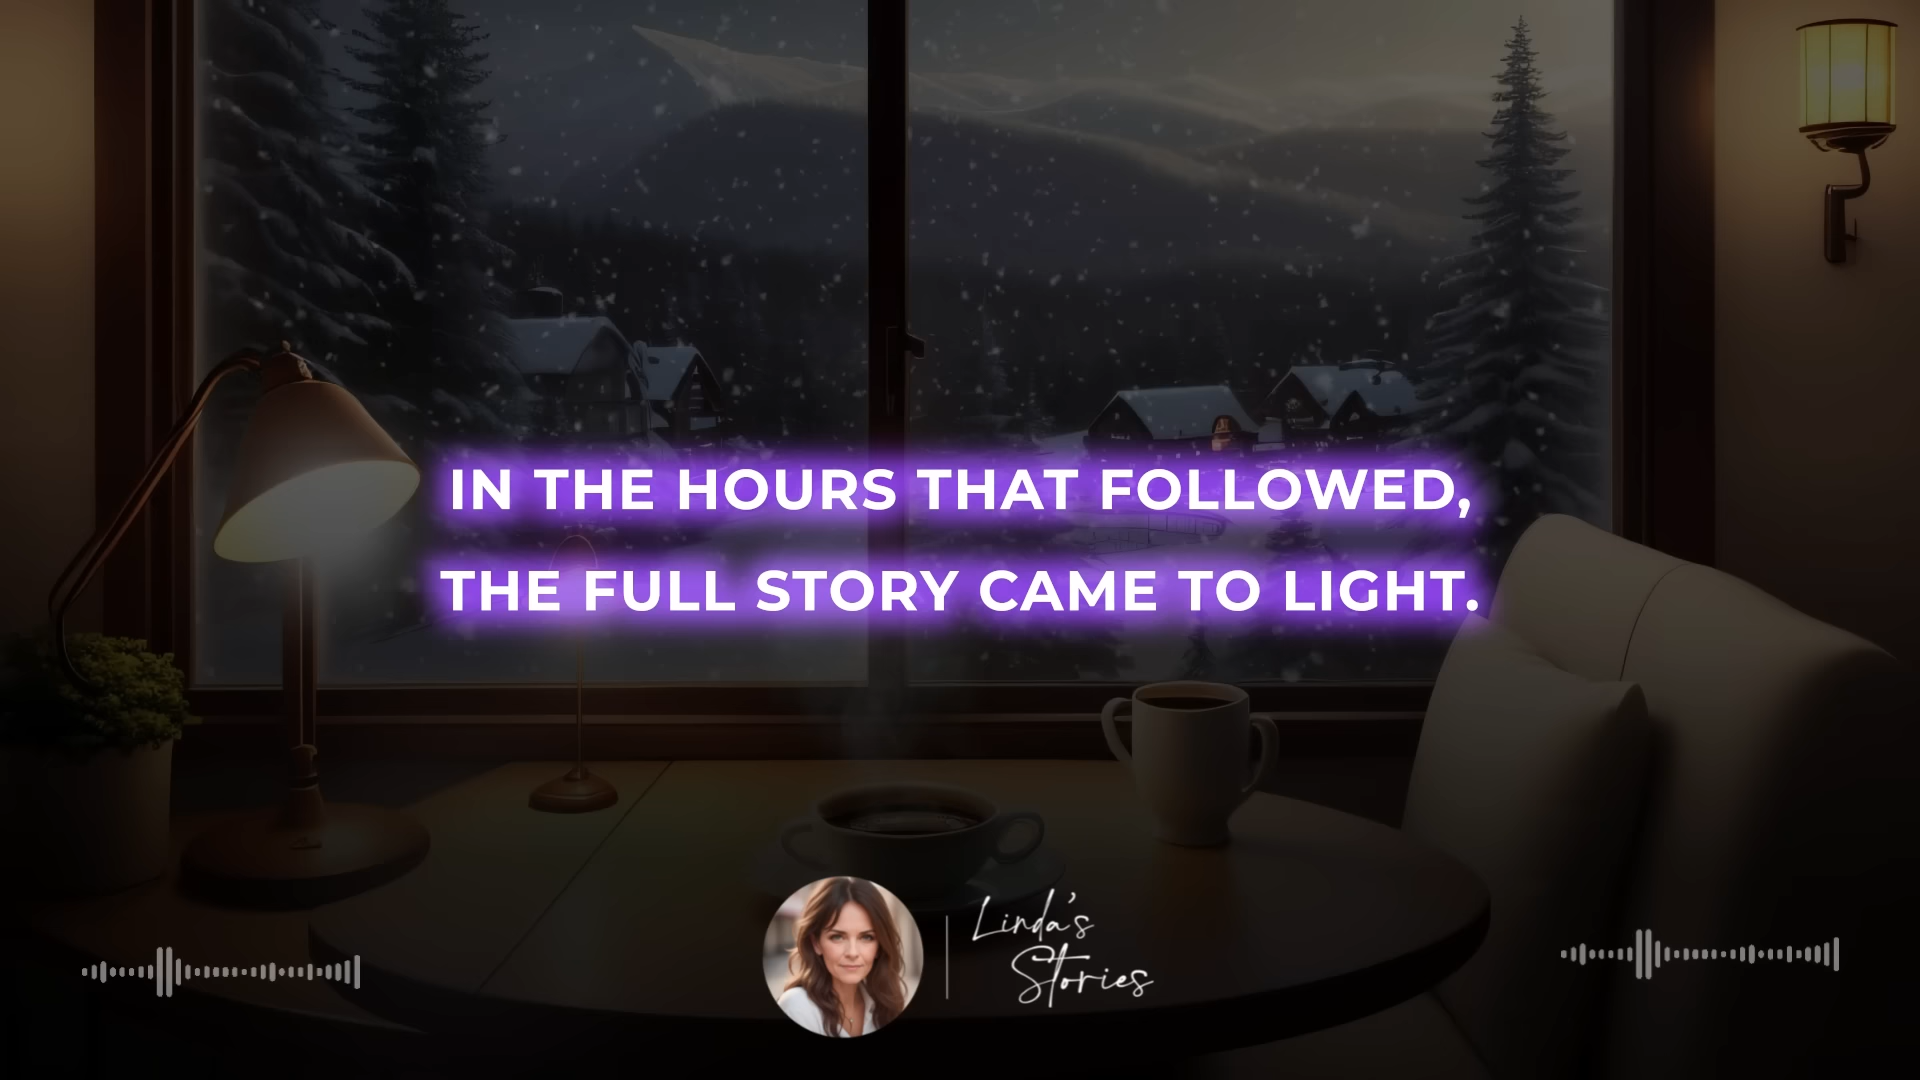 IN THE HOURS THAT FOLLOWED,
THE FULL STORY CAME TO LIGHT.
Linda's
Stories